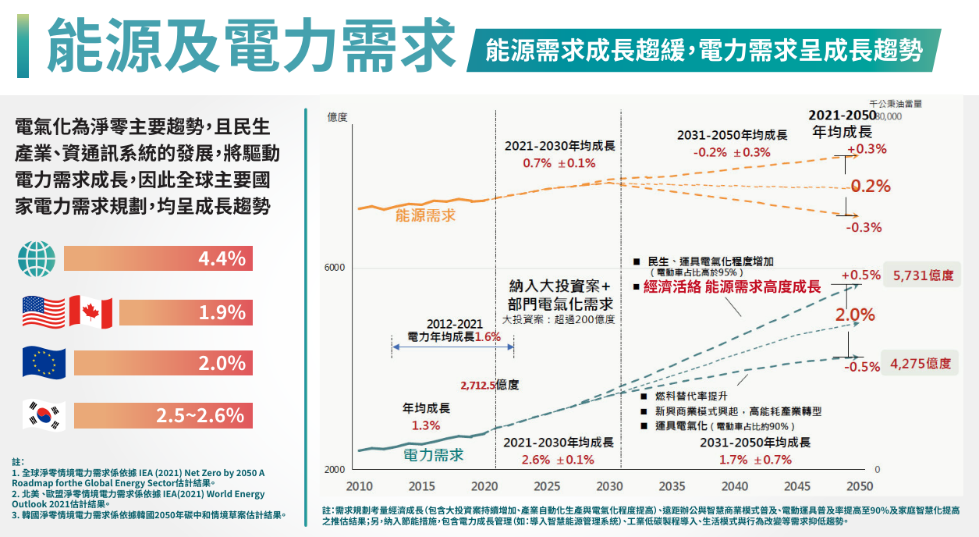 能源及電力需求
能源需求成長趨緩，電力需求呈成長趨勢
電氣化為淨零主要趨勢，且民生
產業、資通訊系統的發展，將驅動
電力需求成長，因此全球主要國
家電力需求規劃，均呈成長趨勢
4.4%
1.9%
2.0%
2.5~2.6%
註：
1. 全球淨零情境電力需求係依據 IEA (2021) Net Zero by 2050 A
Roadmap forthe Global Energy Sector估計結果。
2. 北美、歐盟淨零情境電力需求係依據 IEA(2021) World Energy
Outlook 2021估計結果。
3. 韓國淨零情境電力需求係依據韓國2050年碳中和情境草案估計結果。
億度
千公秉油當量
2021-2050
年均成長
2021-2030年均成長
0.7% ±0.1%
2031-2050年均成長
-0.2% ±0.3%
+0.3%
-0.2%
-0.3%
能源需求
6000
■ 民生、運具電氣化程度增加
（電動車占比高於95%）
■ 經濟活絡 能源需求高度成長
納入大投資案+
部門電氣化需求
大投資案：超過200億度
+0.5%
5,731億度
2.0%
2012-2021
電力年均成長1.6%
-0.5%
4,275億度
2,712.5億度
■ 燃料替代率提升
■ 新興商業模式興起，高能耗產業轉型
■ 運具電氣化（電動車占比約90%）
年均成長
1.3%
電力需求
2021-2030年均成長
2.6% ±0.1%
2031-2050年均成長
1.7% ±0.7%
2000
0
2010 2015 2020 2025 2030 2035 2040 2045 2050
註：需求規劃考量經濟成長(包含大投資案持續增加、產業自動化生產與電氣化程度提高)、遠距辦公與智慧商業模式普及、電動運具普及率提高至90%及家庭智慧化提高
之推估結果；另，納入節能措施，包含電力成長管理(如：導入智慧能源管理系統)、工業低碳製程導入、生活模式與行為改變等需求抑低趨勢。